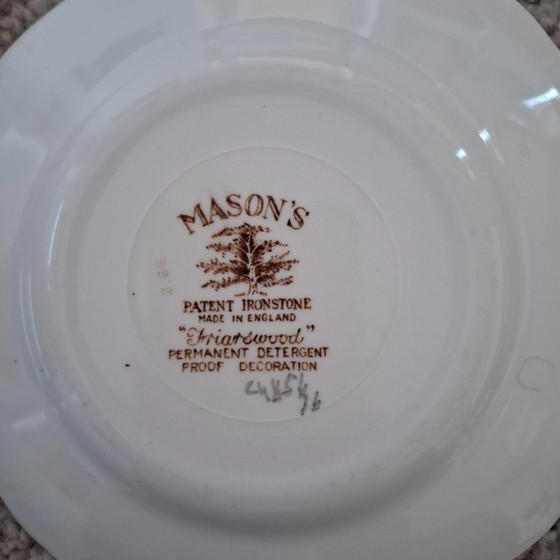 MASON'S
PATENT IRONSTONE
MADE IN ENGLAND
"Friarswood"
PERMANENT DETERGENT
PROOF DECORATION